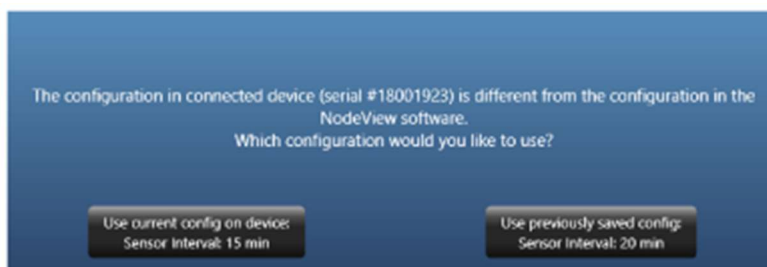 The configuration in connected device (serial #18001923) is different from the configuration in the
NodeView software.
Which configuration would you like to use?
Use current config on device:
Sensor Interval: 15 min
Use previously saved config:
Sensor Interval: 20 min